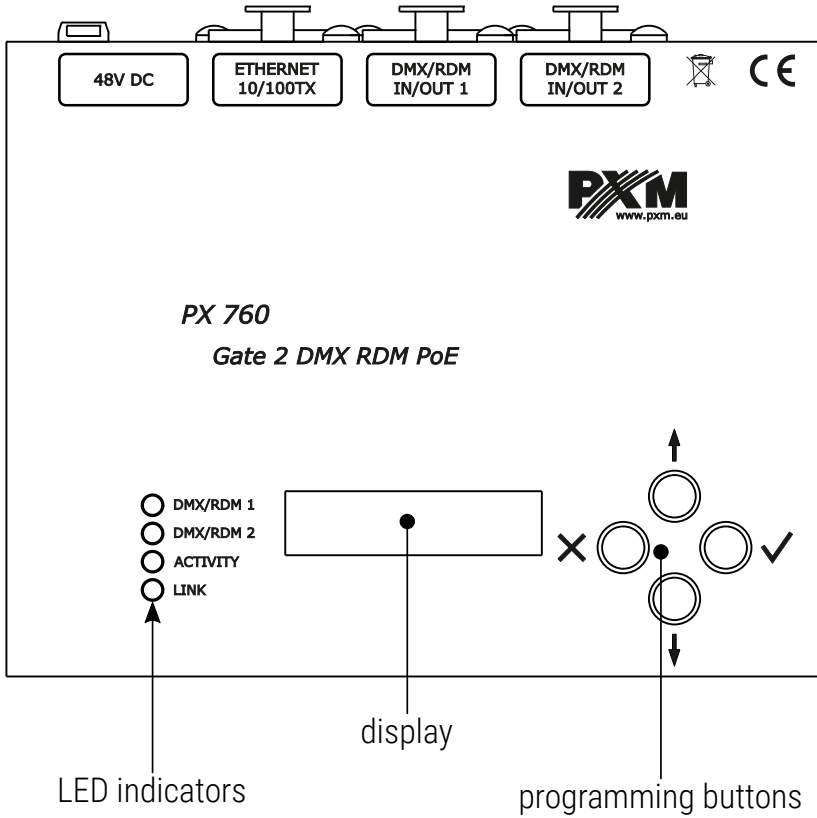 48V DC
ETHERNET
10/100TX
DMX/RDM
IN/OUT 1
DMX/RDM
IN/OUT 2
CE
PXM
www.pxm.eu
PX 760
Gate 2 DMX RDM PoE
DMX/RDM 1
DMX/RDM 2
ACTIVITY
LINK
display
LED indicators
programming buttons